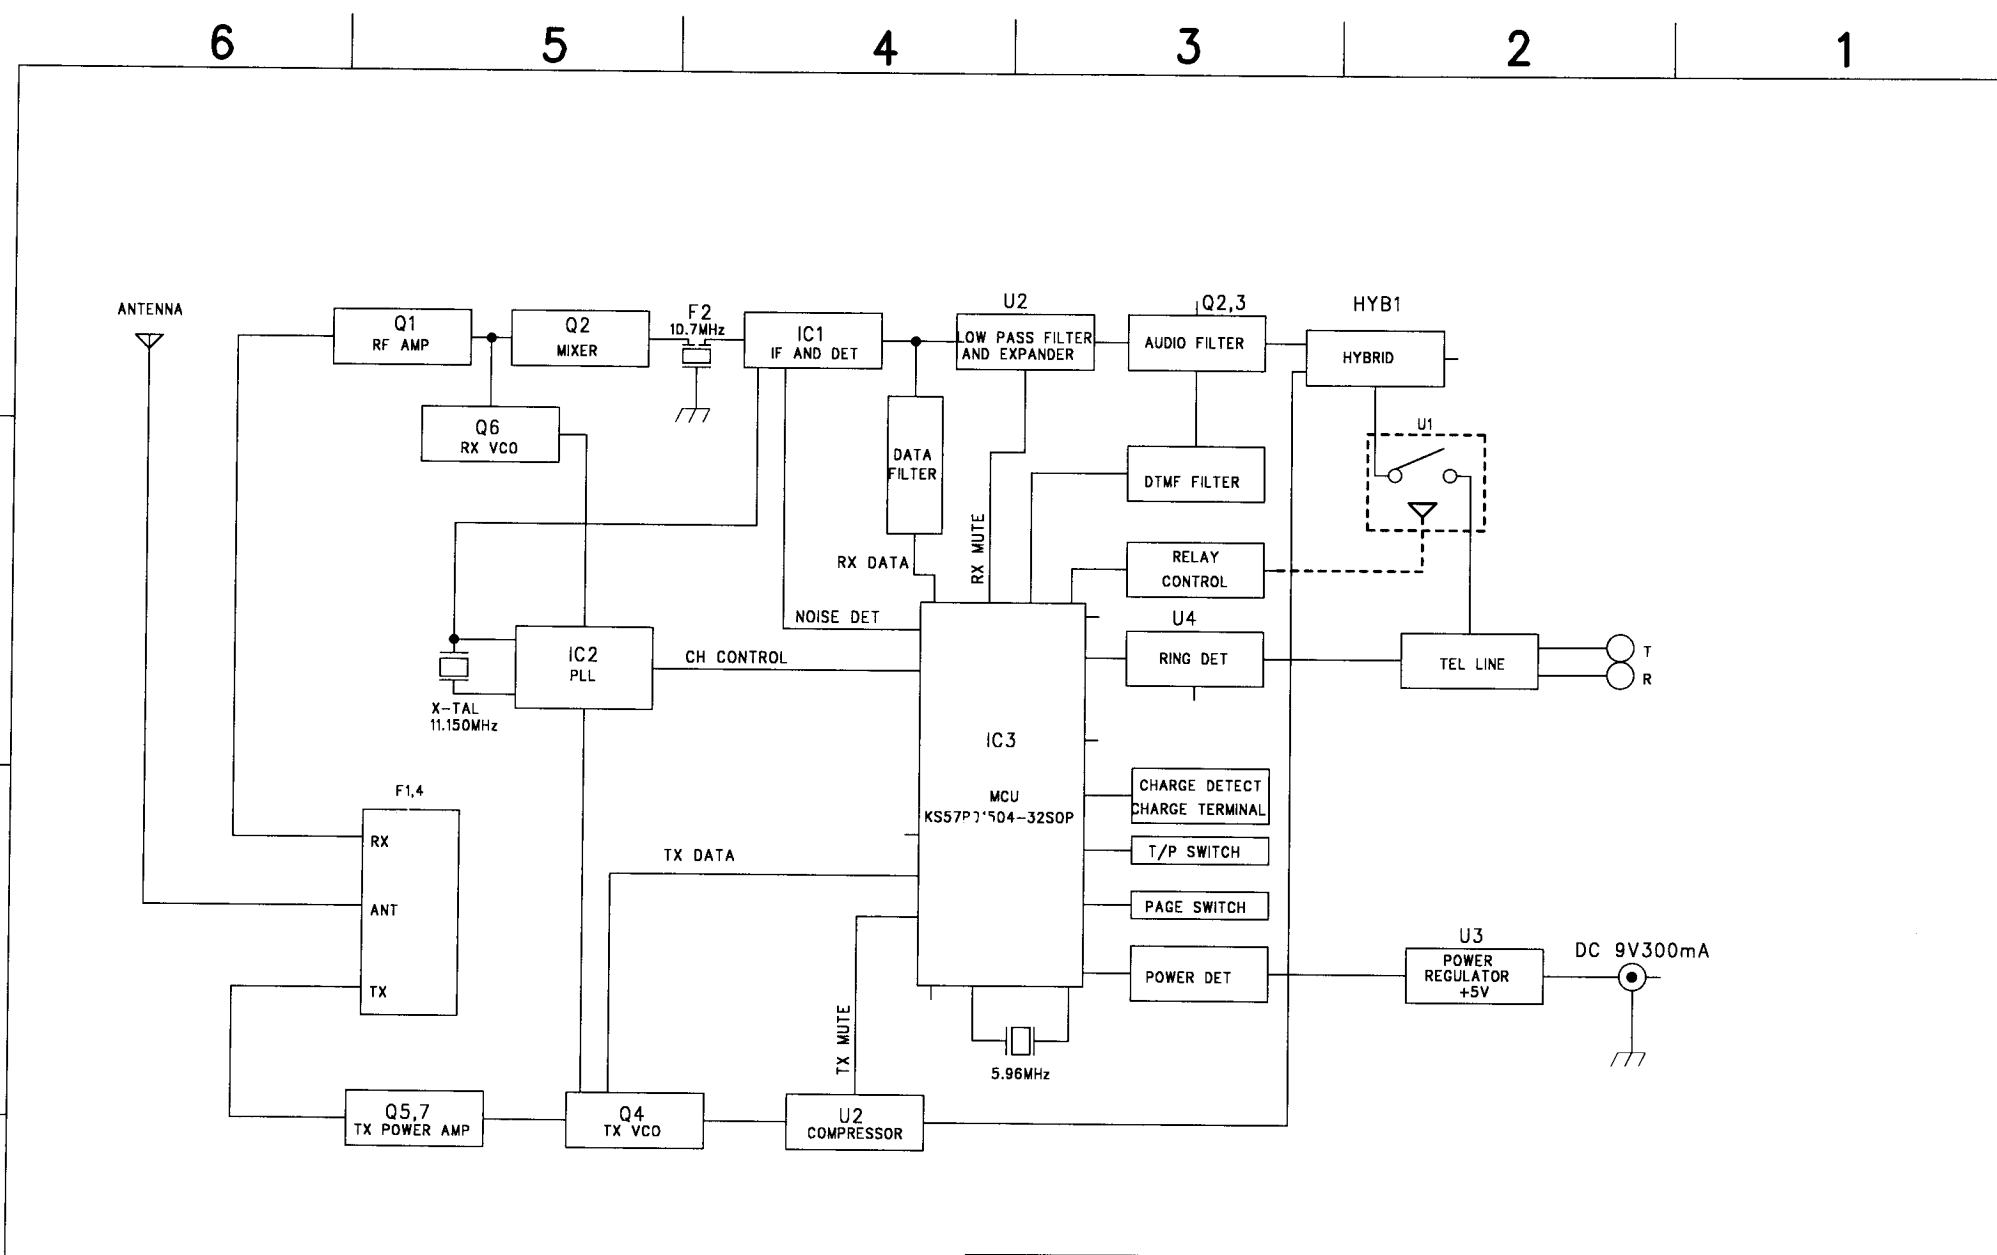 6 5 4 3 2 1
ANTENNA
Q1
RF AMP
Q2
MIXER
F2
10.7MHz
IC1
IF AND DET
U2
LOW PASS FILTER
AND EXPANDER
Q2,3
AUDIO FILTER
HYB1
HYBRID
Q6
RX VCO
DATA
FILTER
DTMF FILTER
U1
RX DATA
RX MUTE
RELAY
CONTROL
NOISE DET
U4
RING DET
TEL LINE
T
R
IC2
PLL
CH CONTROL
X-TAL
11.150MHz
IC3
MCU
CHARGE DETECT
CHARGE TERMINAL
T/P SWITCH
PAGE SWITCH
POWER DET
F1,4
RX
ANT
TX
TX DATA
TX MUTE
5.96MHz
U3
POWER
REGULATOR
+5V
DC 9V300mA
Q5,7
TX POWER AMP
Q4
TX VCO
U2
COMPRESSOR